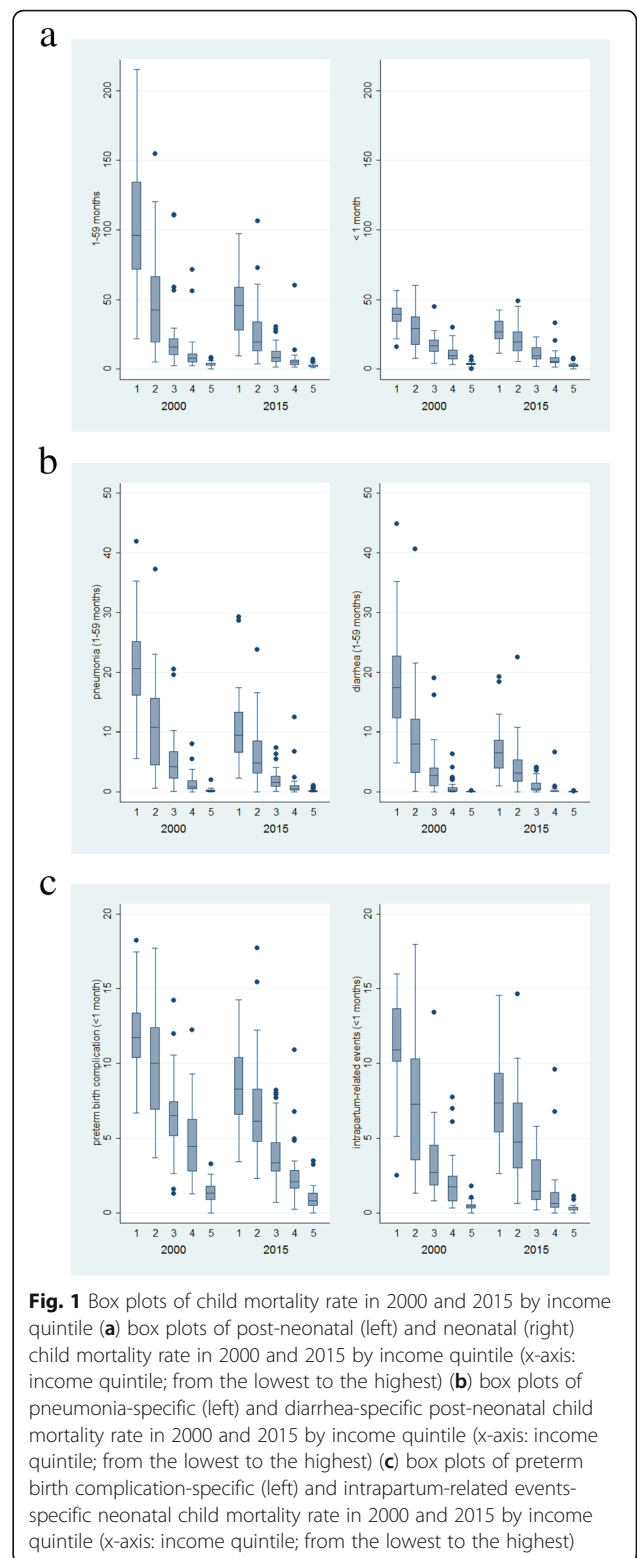 a
200
150
100
50
0
1-59 months
1 2 3 4 5 1 2 3 4 5
2000 2015
200
150
100
50
0
< 1 month
1 2 3 4 5 1 2 3 4 5
2000 2015
b
50
40
30
20
10
0
pneumonia (1-59 months)
1 2 3 4 5 1 2 3 4 5
2000 2015
50
40
30
20
10
0
diarrhea (1-59 months)
1 2 3 4 5 1 2 3 4 5
2000 2015
c
20
15
10
5
0
preterm birth complication (<1 months)
1 2 3 4 5 1 2 3 4 5
2000 2015
20
15
10
5
0
intrapartum-related events (<1 months)
1 2 3 4 5 1 2 3 4 5
2000 2015
Fig. 1 Box plots of child mortality rate in 2000 and 2015 by income
quintile (a) box plots of post-neonatal (left) and neonatal (right)
child mortality rate in 2000 and 2015 by income quintile (x-axis:
income quintile; from the lowest to the highest) (b) box plots of
pneumonia-specific (left) and diarrhea-specific post-neonatal child
mortality rate in 2000 and 2015 by income quintile (x-axis: income
quintile; from the lowest to the highest) (c) box plots of preterm
birth complication-specific (left) and intrapartum-related events-
specific neonatal child mortality rate in 2000 and 2015 by income
quintile (x-axis: income quintile; from the lowest to the highest)